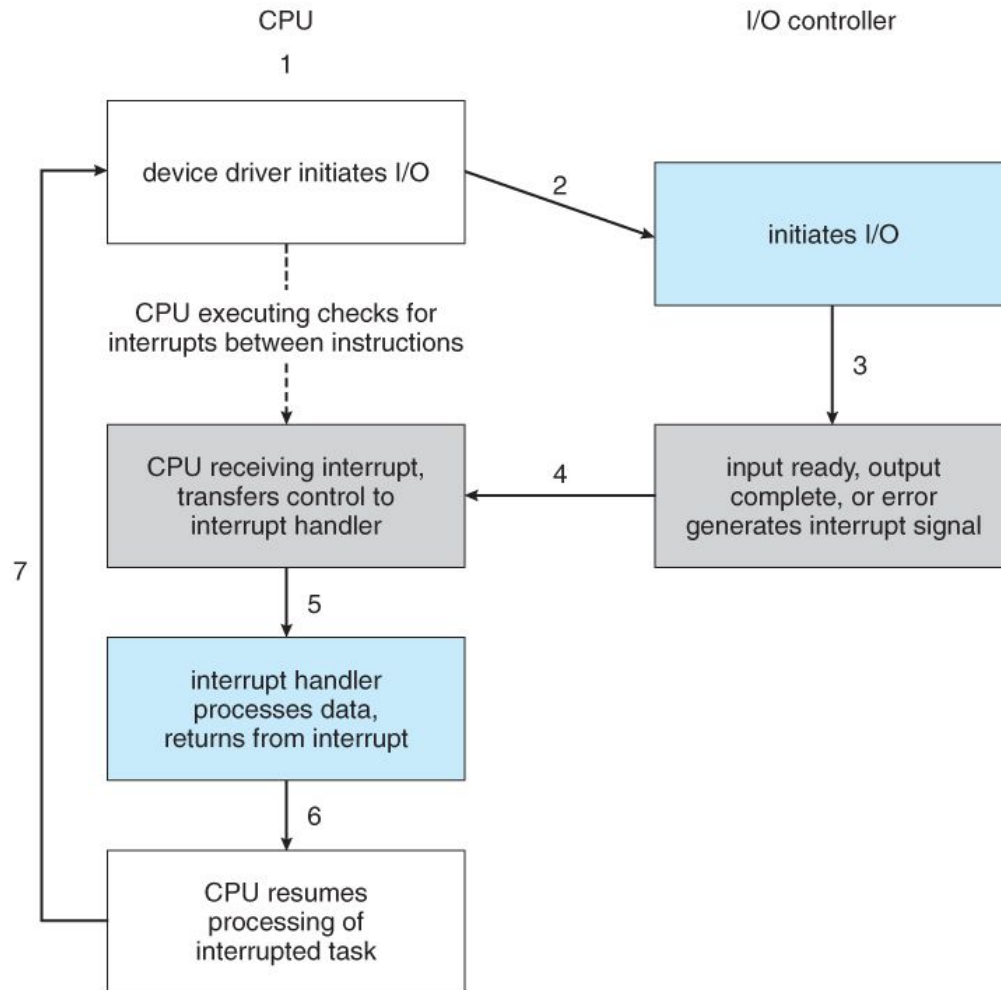 CPU
I/O controller
1
device driver initiates I/O
2
initiates I/O
CPU executing checks for
interrupts between instructions
3
CPU receiving interrupt,
transfers control to
interrupt handler
4
input ready, output
complete, or error
generates interrupt signal
7
5
interrupt handler
processes data,
returns from interrupt
6
CPU resumes
processing of
interrupted task